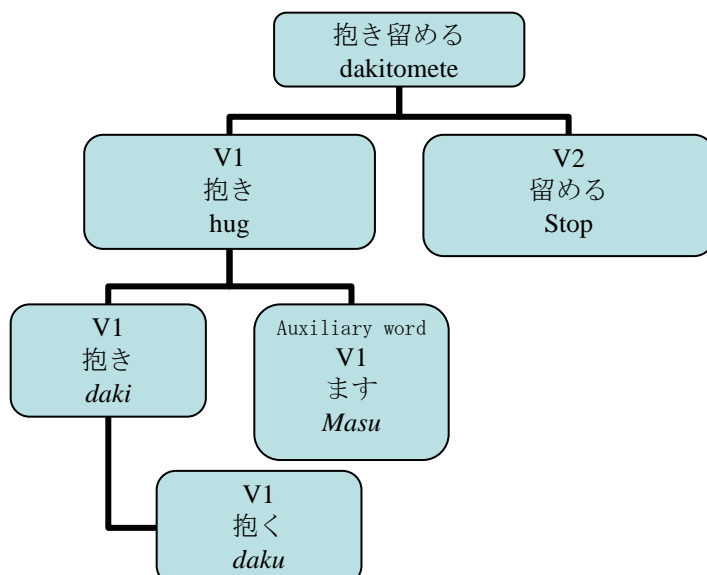 抱き留める
dakitomete
V1
抱き
hug
V2
留める
Stop
V1
抱き
daki
Auxiliary word
V1
ます
Masu
V1
抱く
daku